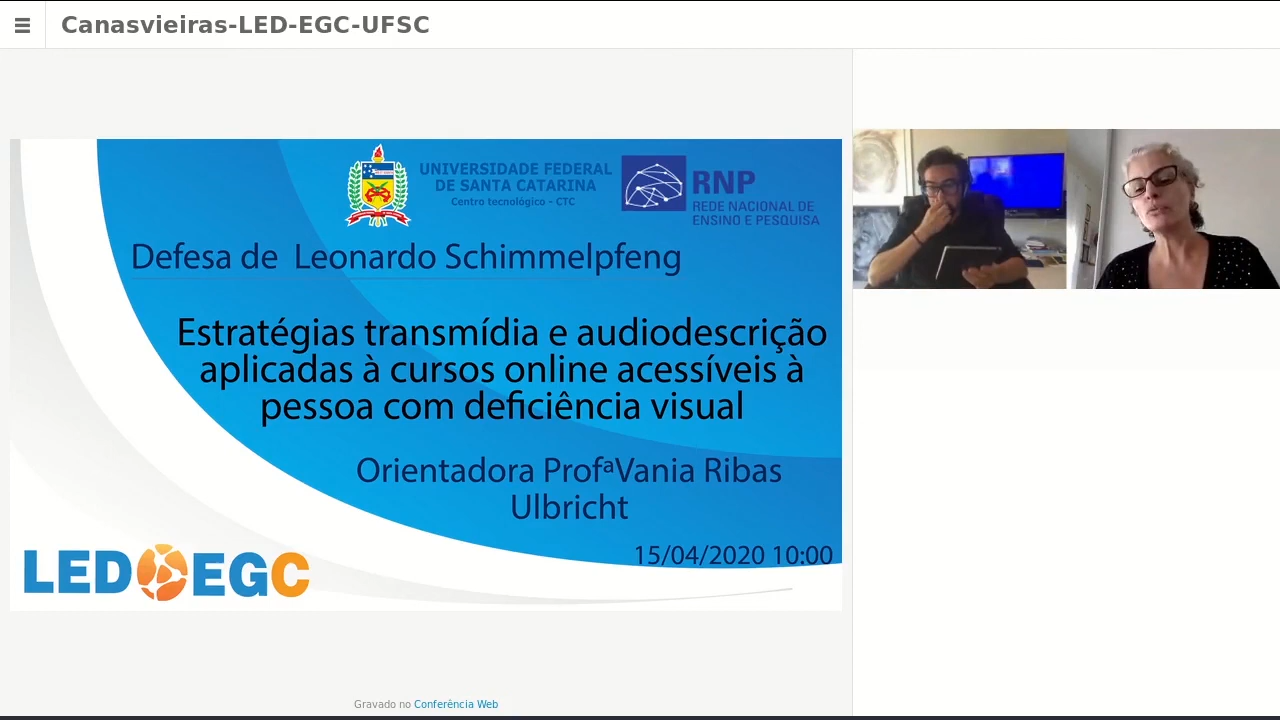 Canasvieiras-LED-EGC-UFSC
UNIVERSIDADE FEDERAL
DE SANTA CATARINA
Centro tecnológico - CTC
RNP
REDE NACIONAL DE
ENSINO E PESQUISA
Defesa de Leonardo Schimmelpfeng
Estratégias transmídia e audiodescrição
aplicadas à cursos online acessíveis à
pessoa com deficiência visual
Orientadora ProfªVania Ribas
Ulbricht
15/04/2020 10:00
LED EGC
Gravado no Conferência Web